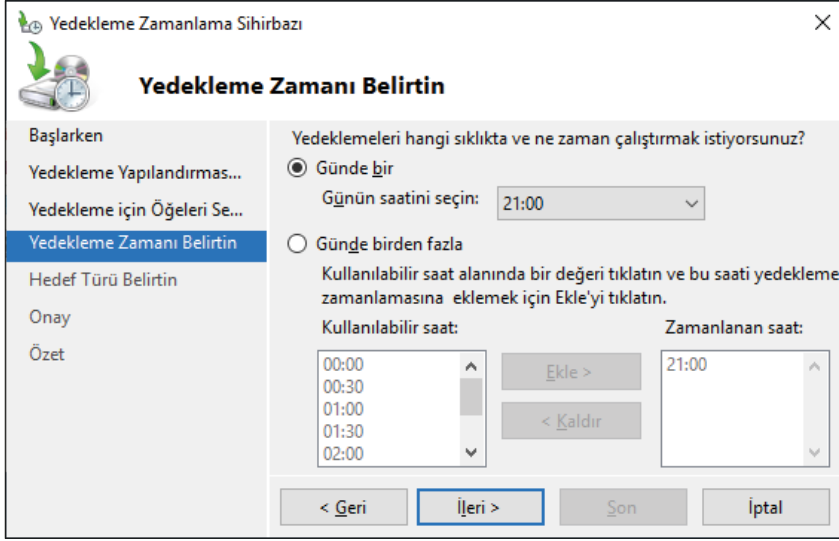 Yedekleme Zamanlama Sihirbazı
Yedekleme Zamanı Belirtin
Başlarken
Yedekleme Yapılandırmas...
Yedekleme için Öğeleri Se...
Yedekleme Zamanı Belirtin
Hedef Türü Belirtin
Onay
Özet
Yedeklemeleri hangi sıklıkta ve ne zaman çalıştırmak istiyorsunuz?
Günde bir
Günün saatini seçin: 21:00
Günde birden fazla
Kullanılabilir saat alanında bir değeri tıklatın ve bu saati yedekleme
zamanlamasına eklemek için Ekle'yi tıklatın.
Kullanılabilir saat: Zamanlanan saat:
00:00 Ekle > 21:00
00:30
01:00
01:30 < Kaldır
02:00
< Geri İleri > Son İptal